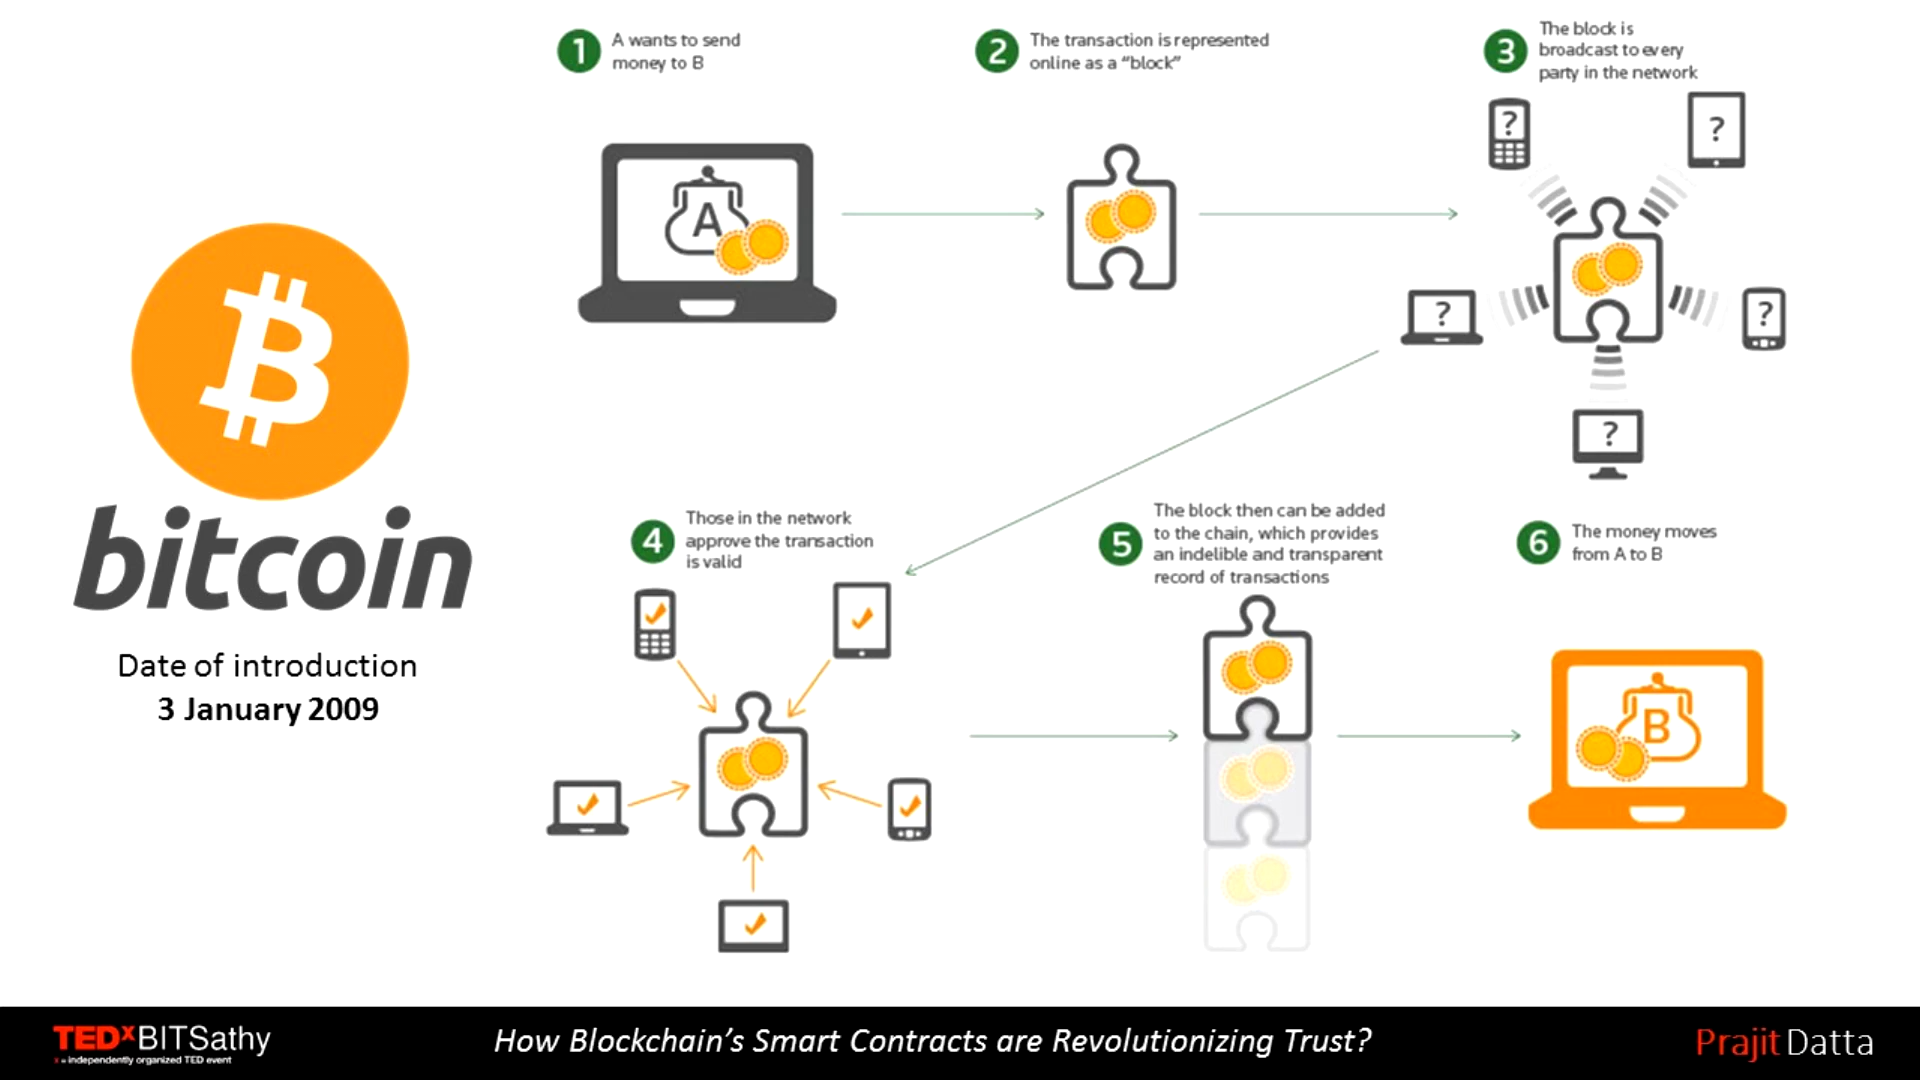 1 A wants to send
money to B
2 The transaction is represented
online as a “block”
3 The block is
broadcast to every
party in the network
A
?
?
?
?
?
bitcoin
Date of introduction
3 January 2009
4 Those in the network
approve the transaction
is valid
5 The block then can be added
to the chain, which provides
an indelible and transparent
record of transactions
6 The money moves
from A to B
B
TEDxBITSathy
x = independently organized TED event
How Blockchain’s Smart Contracts are Revolutionizing Trust?
Prajit Datta